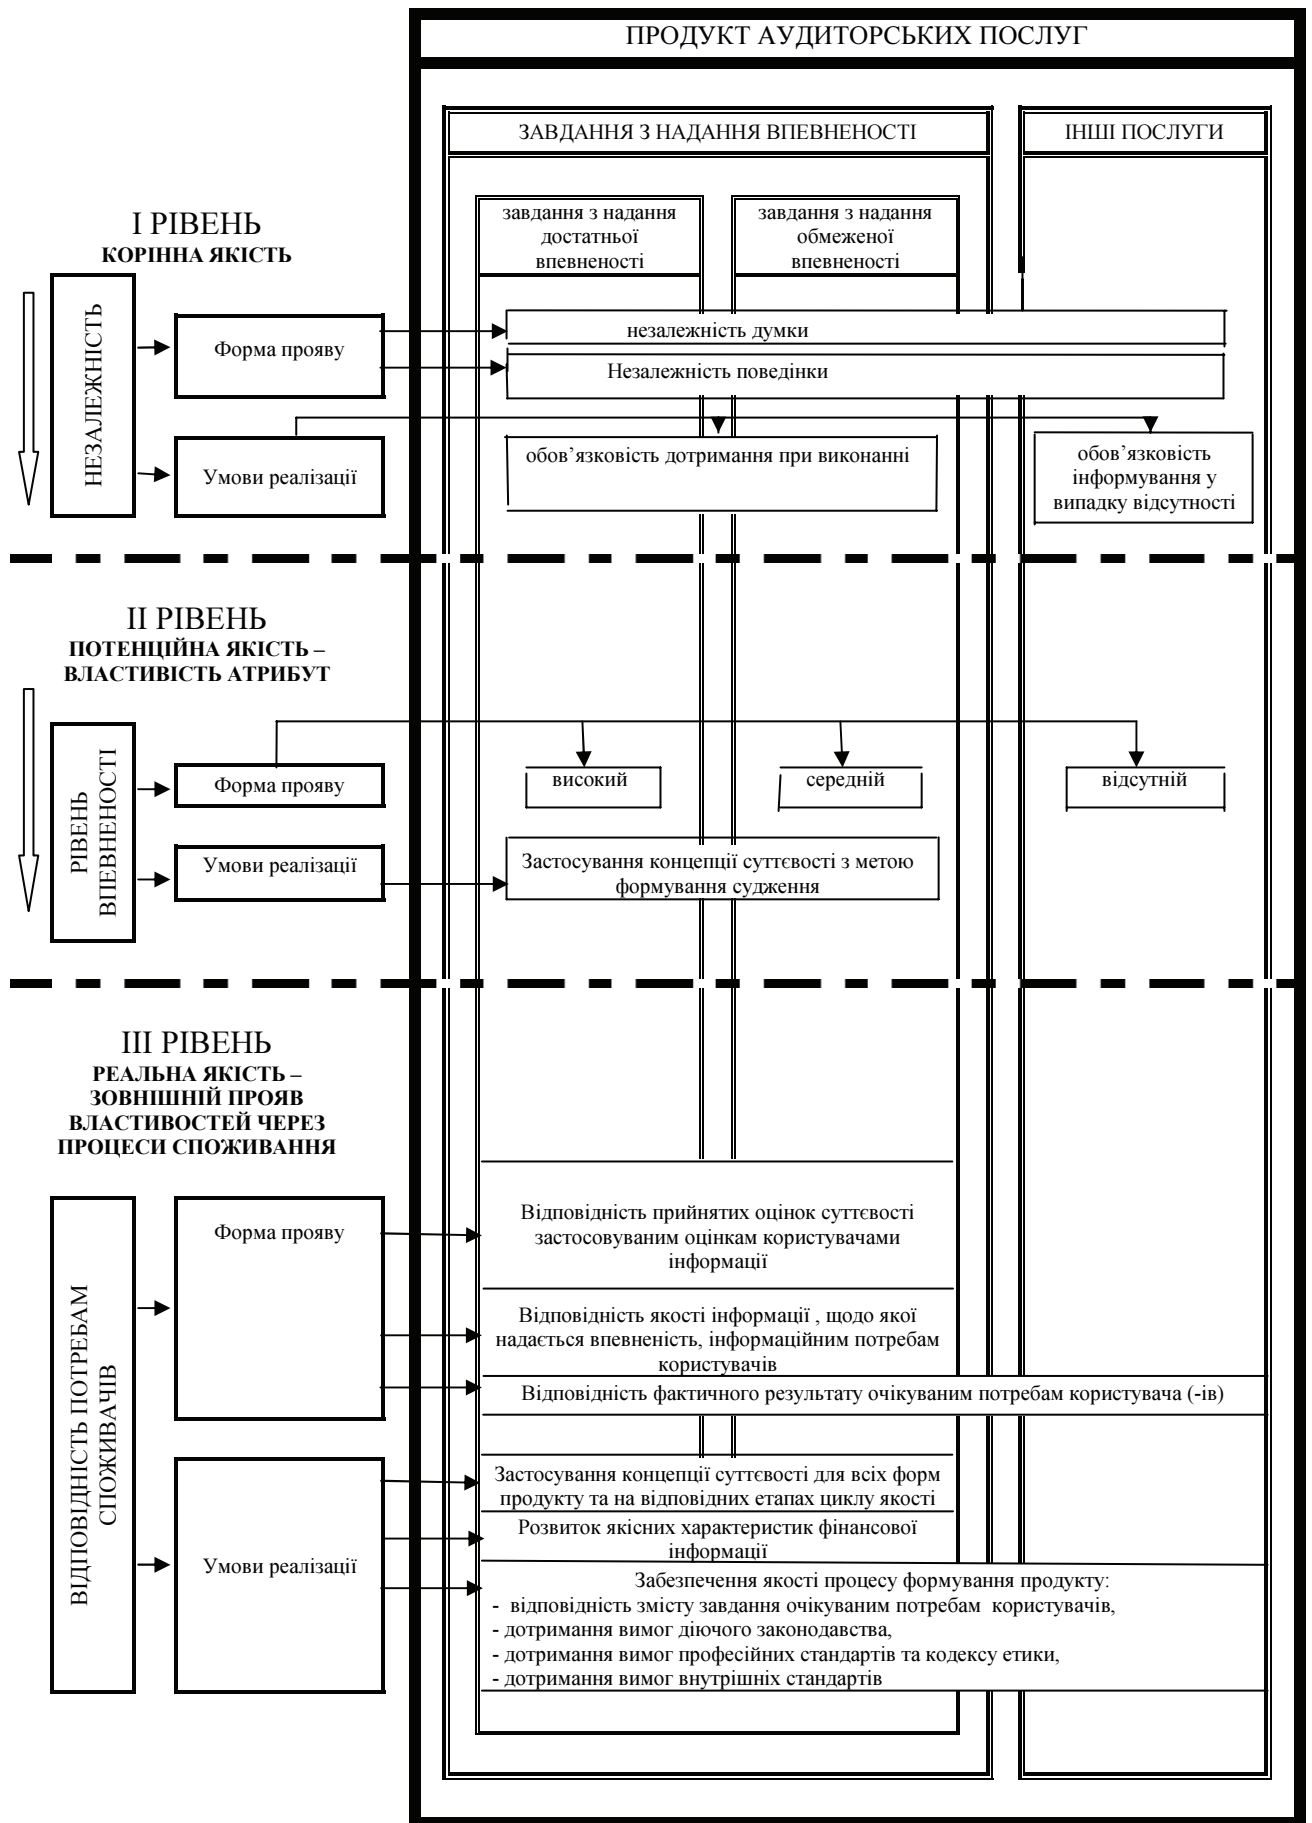 ПРОДУКТ АУДИТОРСЬКИХ ПОСЛУГ
ЗАВДАННЯ З НАДАННЯ ВПЕВНЕНОСТІ
ІНШІ ПОСЛУГИ
завдання з надання
достатньої
впевненості
завдання з надання
обмеженої
впевненості
І РІВЕНЬ
КОРІННА ЯКІСТЬ
НЕЗАЛЕЖНІСТЬ
Форма прояву
незалежність думки
Незалежність поведінки
Умови реалізації
обов’язковість дотримання при виконанні
обов’язковість
інформування у
випадку відсутності
ІІ РІВЕНЬ
ПОТЕНЦІЙНА ЯКІСТЬ –
ВЛАСТИВІСТЬ АТРИБУТ
РІВЕНЬ
ВПЕВНЕНОСТІ
Форма прояву
високий
середній
відсутній
Умови реалізації
Застосування концепції суттєвості з метою
формування судження
ІІІ РІВЕНЬ
РЕАЛЬНА ЯКІСТЬ –
ЗОВНІШНІЙ ПРОЯВ
ВЛАСТИВОСТЕЙ ЧЕРЕЗ
ПРОЦЕСИ СПОЖИВАННЯ
ВІДПОВІДНІСТЬ ПОТРЕБАМ
СПОЖИВАЧІВ
Форма прояву
Відповідність прийнятих оцінок суттєвості
застосовуваним оцінкам користувачами
інформації
Відповідність якості інформації , щодо якої
надається впевненість, інформаційним потребам
користувачів
Відповідність фактичного результату очікуваним потребам користувача (-ів)
Умови реалізації
Застосування концепції суттєвості для всіх форм
продукту та на відповідних етапах циклу якості
Розвиток якісних характеристик фінансової
інформації
Забезпечення якості процесу формування продукту:
- відповідність змісту завдання очікуваним потребам користувачів,
- дотримання вимог діючого законодавства,
- дотримання вимог професійних стандартів та кодексу етики,
- дотримання вимог внутрішніх стандартів